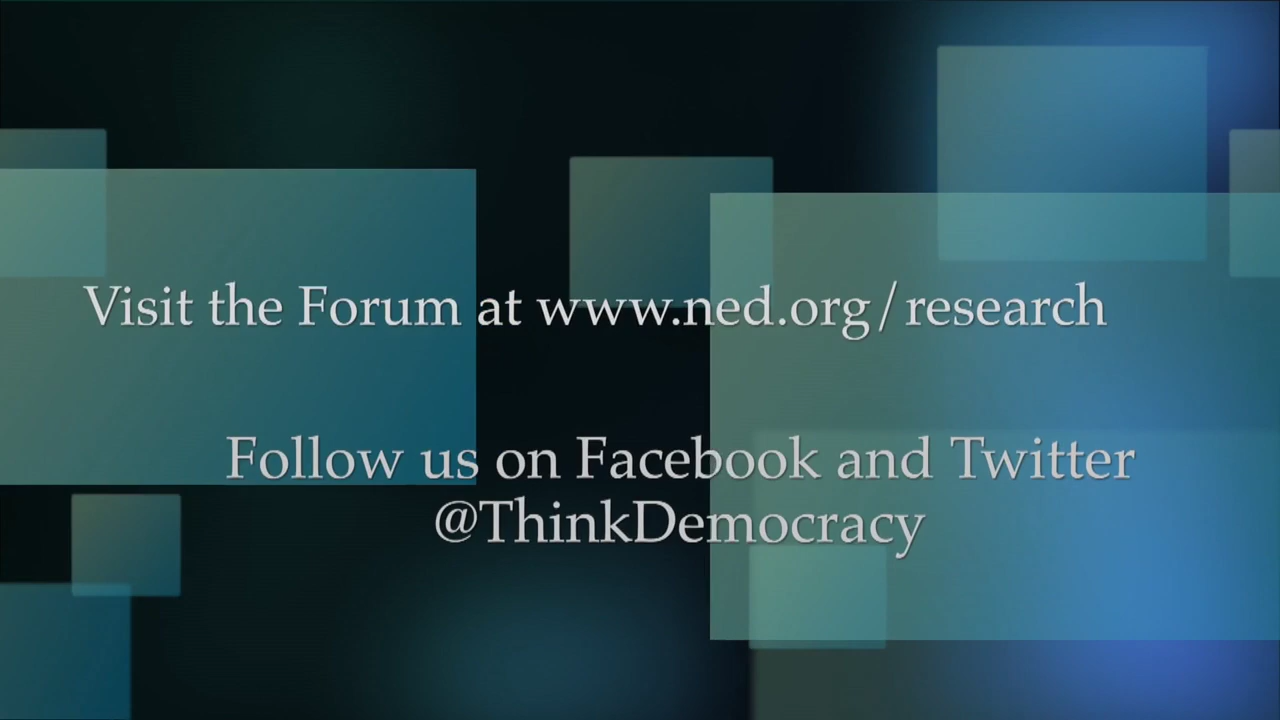 Visit the Forum at www.ned.org/research
Follow us on Facebook and Twitter
@ThinkDemocracy